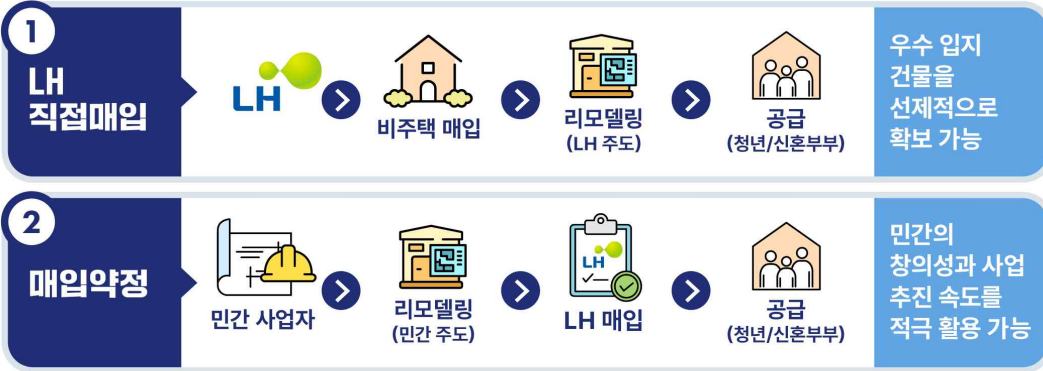 1
LH
직접매입
LH
비주택 매입
리모델링
(LH 주도)
공급
(청년/신혼부부)
우수 입지
건물을
선제적으로
확보 가능
2
매입약정
민간 사업자
리모델링
(민간 주도)
LH
LH 매입
공급
(청년/신혼부부)
민간의
창의성과 사업
추진 속도를
적극 활용 가능